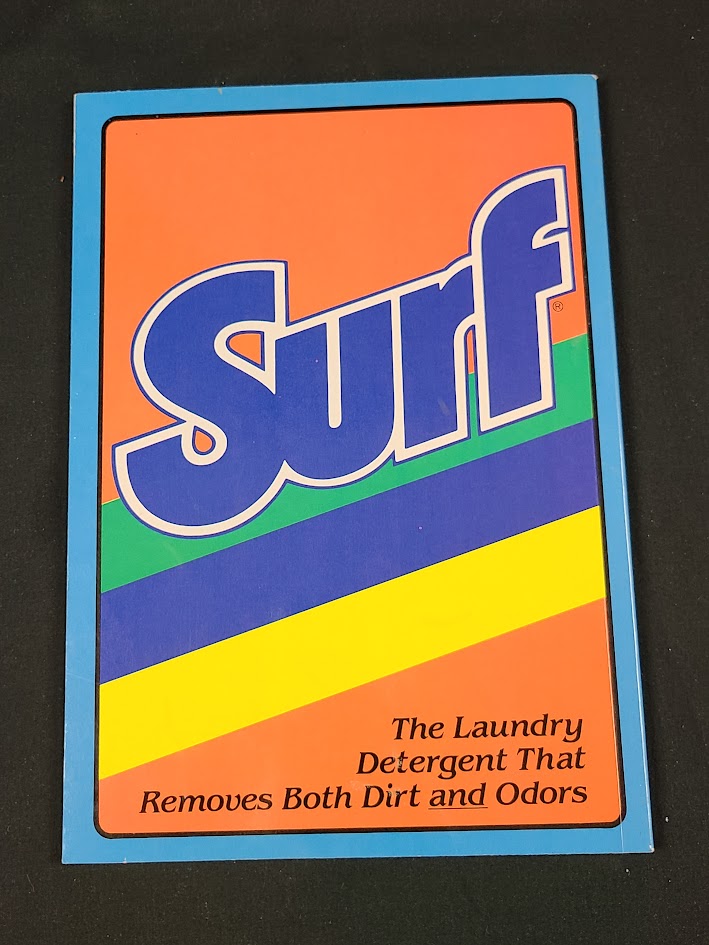 Surf®
The Laundry
Detergent That
Removes Both Dirt and Odors